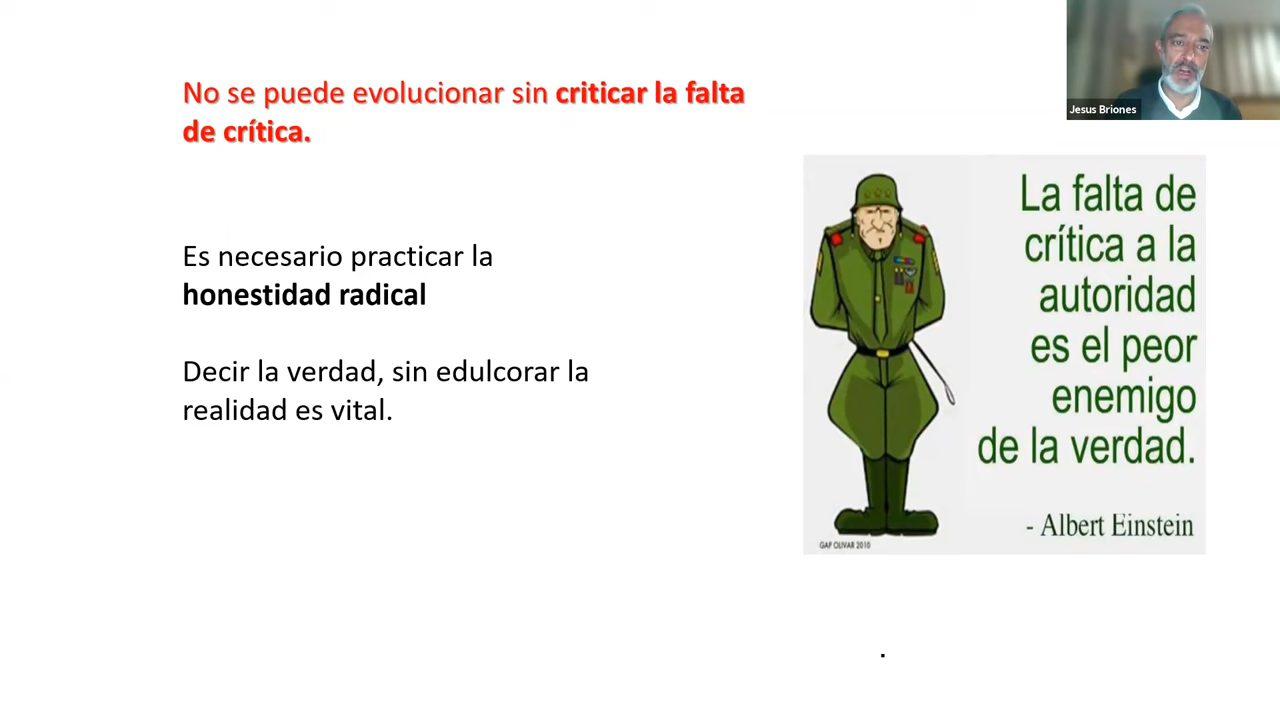 No se puede evolucionar sin criticar la falta
de crítica.
Es necesario practicar la
honestidad radical
Decir la verdad, sin edulcorar la
realidad es vital.
Jesus Briones
La falta de
crítica a la
autoridad
es el peor
enemigo
de la verdad.
- Albert Einstein
GAP OLIVAR 2010
.